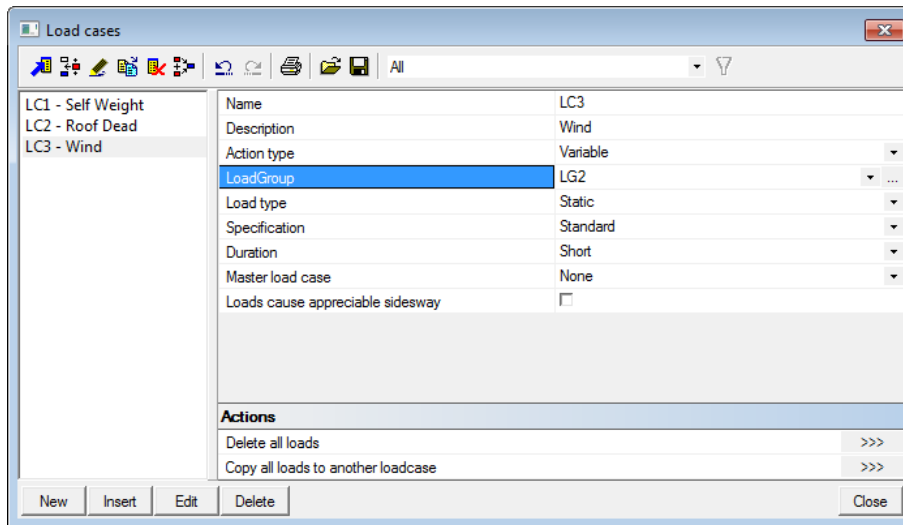 Load cases
All
LC1 - Self Weight
LC2 - Roof Dead
LC3 - Wind
Name LC3
Description Wind
Action type Variable
LoadGroup LG2 ...
Load type Static
Specification Standard
Duration Short
Master load case None
Loads cause appreciable sidesway
Actions
Delete all loads >>>
Copy all loads to another loadcase >>>
New Insert Edit Delete Close